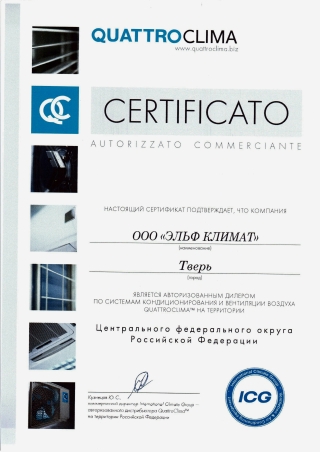 QUATTROCLIMA
www.quattroclima.biz
QC
CERTIFICATO
AUTORIZZATO COMMERCIANTE
НАСТОЯЩИЙ СЕРТИФИКАТ ПОДТВЕРЖДАЕТ, ЧТО КОМПАНИЯ
ООО «ЭЛЬФ КЛИМАТ»
(наименование)
Тверь
(город)
ЯВЛЯЕТСЯ АВТОРИЗОВАННЫМ ДИЛЕРОМ
ПО СИСТЕМАМ КОНДИЦИОНИРОВАНИЯ И ВЕНТИЛЯЦИИ ВОЗДУХА
QUATTROCLIMA™ НА ТЕРРИТОРИИ
Центрального федерального округа
Российской Федерации
Кузнецов Ю.С.,
коммерческий директор International Climate Group –
авторизованного дистрибьютора QuattroClima™
на территории Российской Федерации
ICG